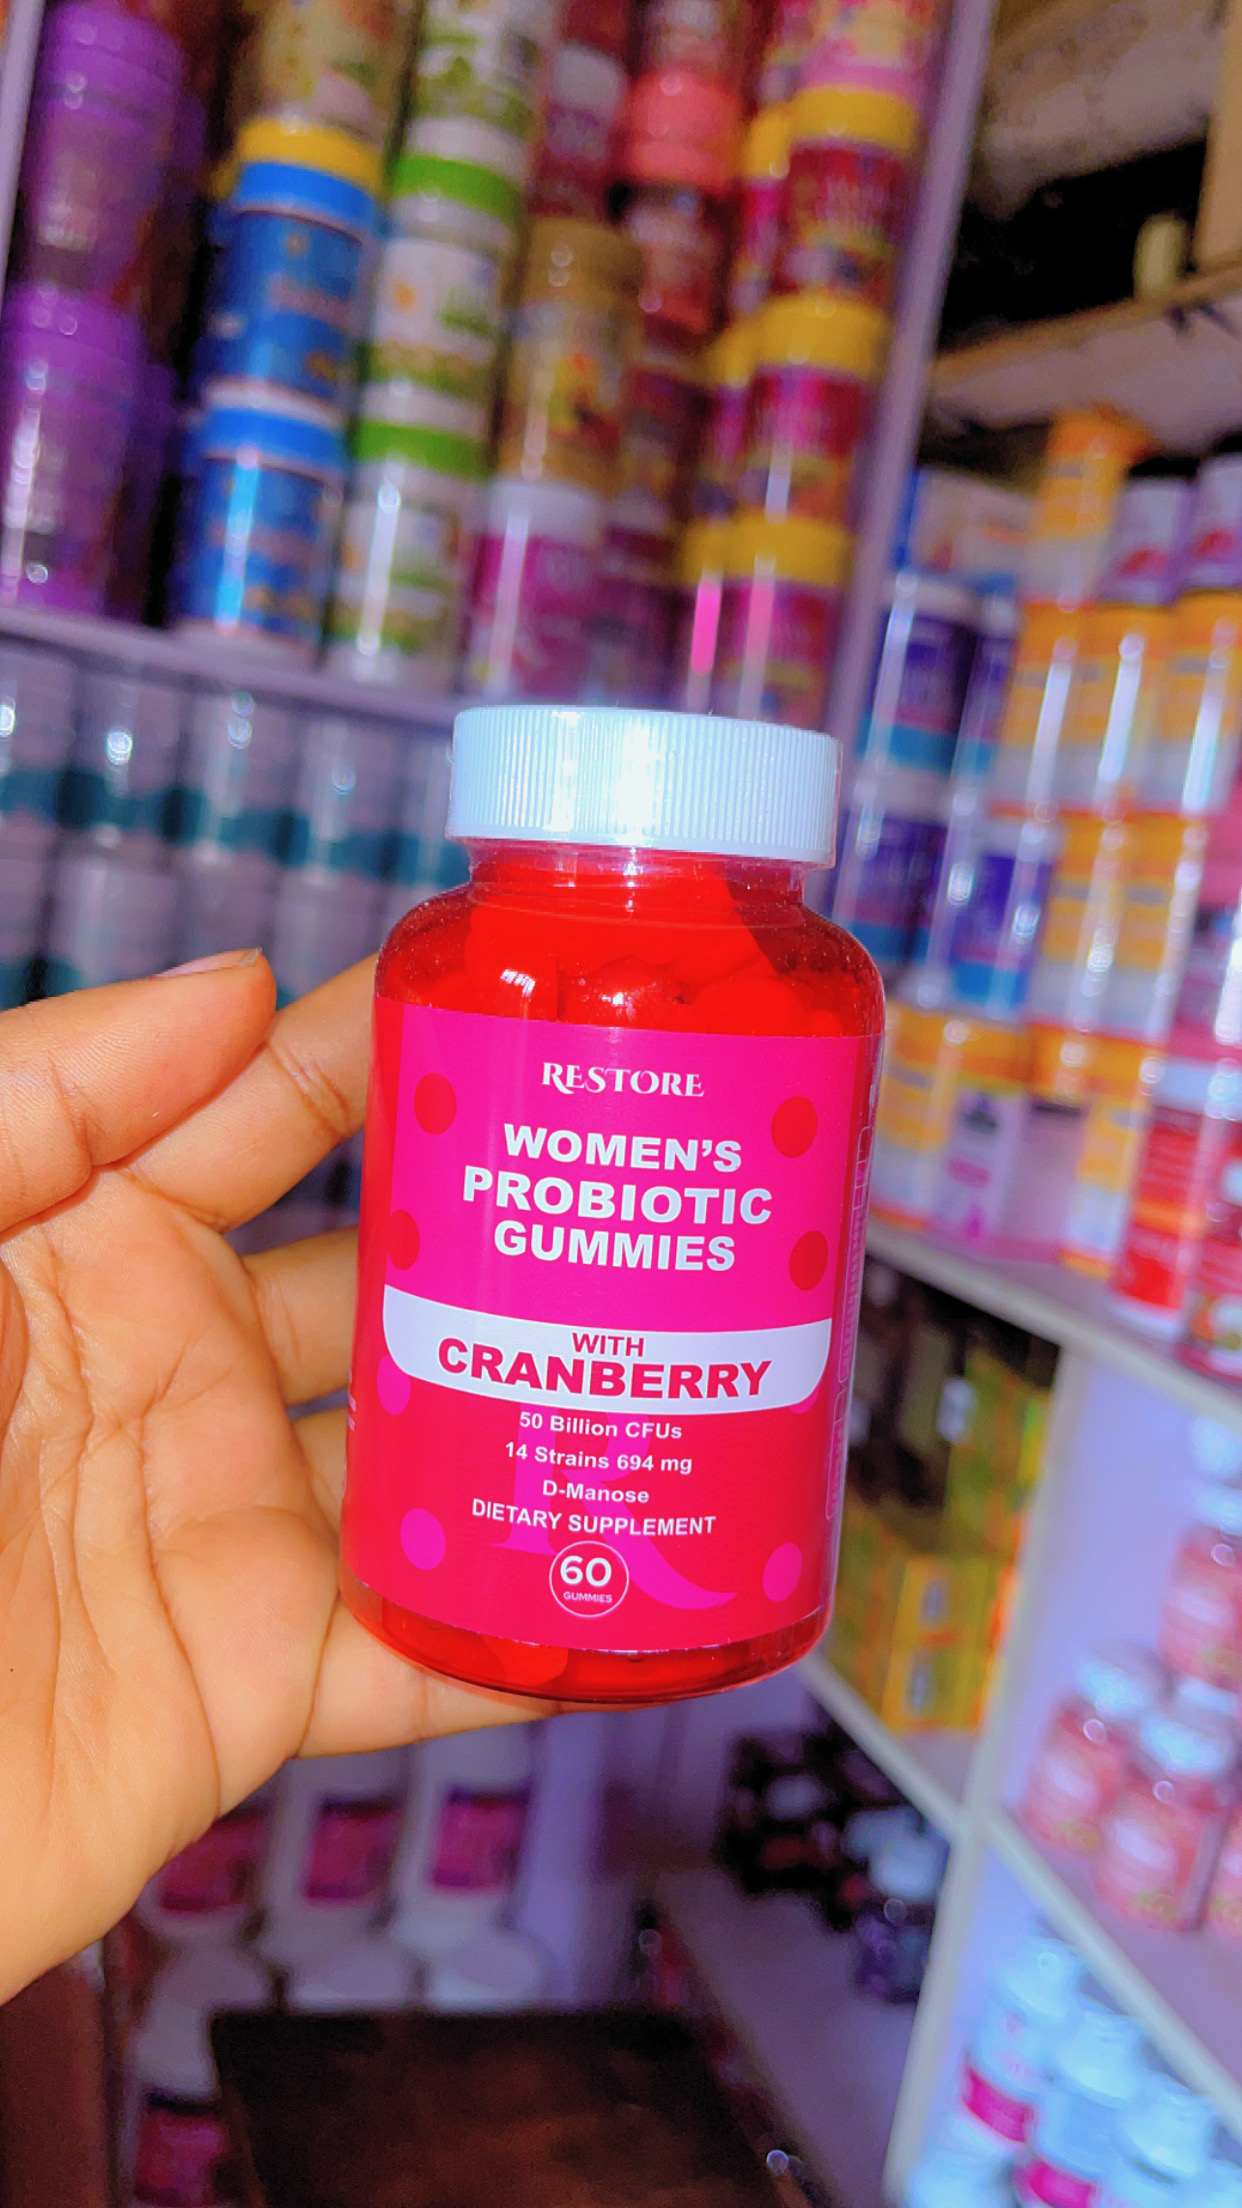 RESTORE
WOMEN'S
PROBIOTIC
GUMMIES
WITH
CRANBERRY
50 Billion CFUs
14 Strains 694 mg
D-Manose
DIETARY SUPPLEMENT
60
GUMMIES